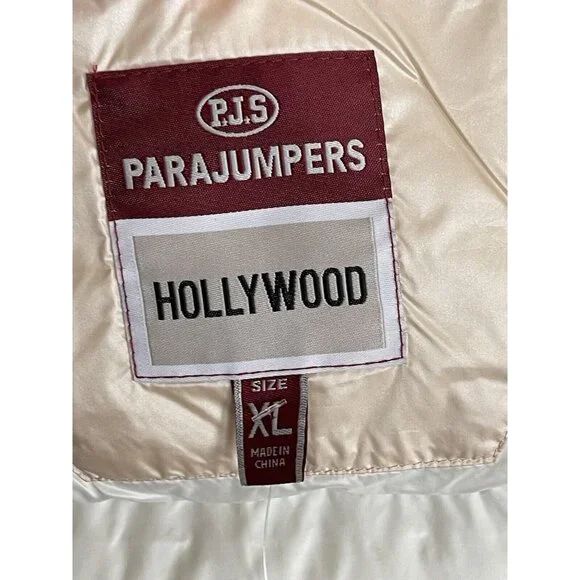 P.J.S
PARAJUMPERS
HOLLYWOOD
SIZE
XL
MADE IN
CHINA